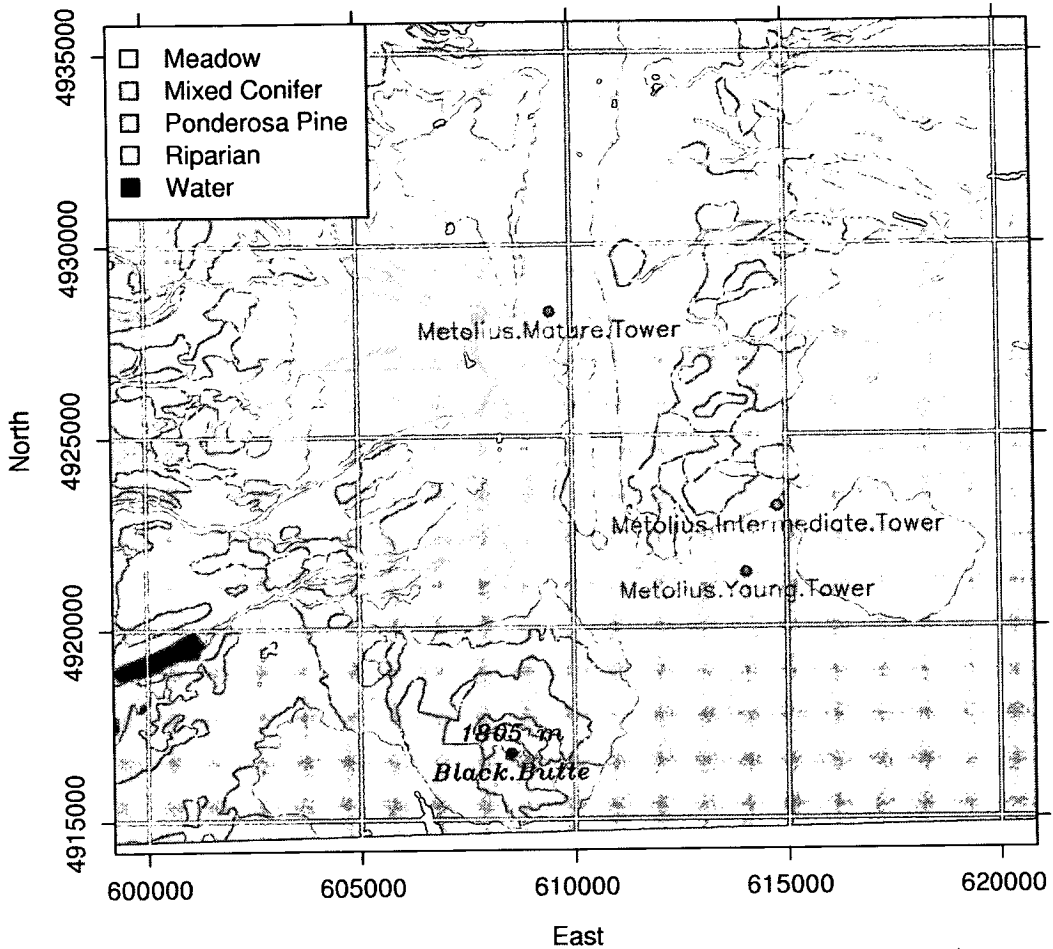 Meadow
Mixed Conifer
Ponderosa Pine
Riparian
Water
4935000
4930000
4925000
4920000
4915000
North
Metolius.Mature.Tower
Metolius.Intermediate.Tower
Metolius.Young.Tower
1805 m
Black.Butte
600000
605000
610000
615000
620000
East